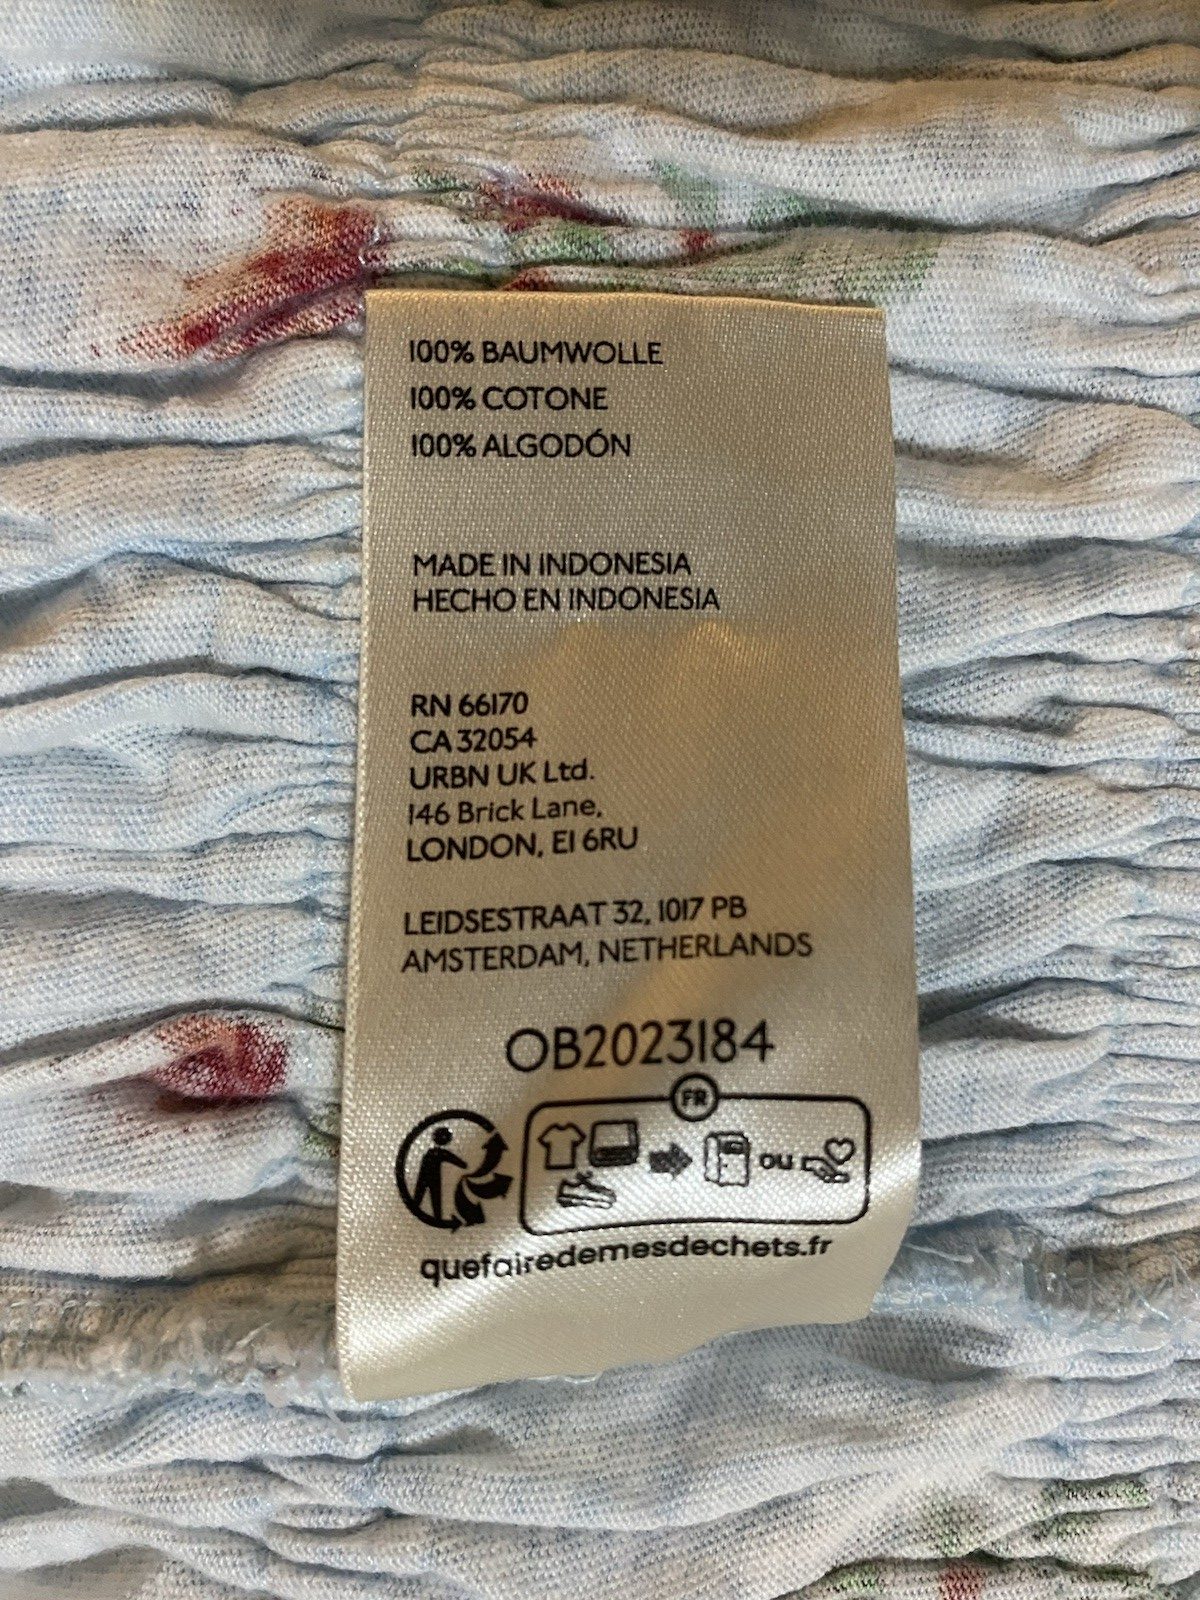 100% BAUMWOLLE
100% COTONE
100% ALGODÓN
MADE IN INDONESIA
HECHO EN INDONESIA
RN 66170
CA 32054
URBN UK Ltd.
146 Brick Lane,
LONDON, E1 6RU
LEIDSESTRAAT 32, 1017 PB
AMSTERDAM, NETHERLANDS
OB2023184
FR
ou
quefairedemesdechets.fr